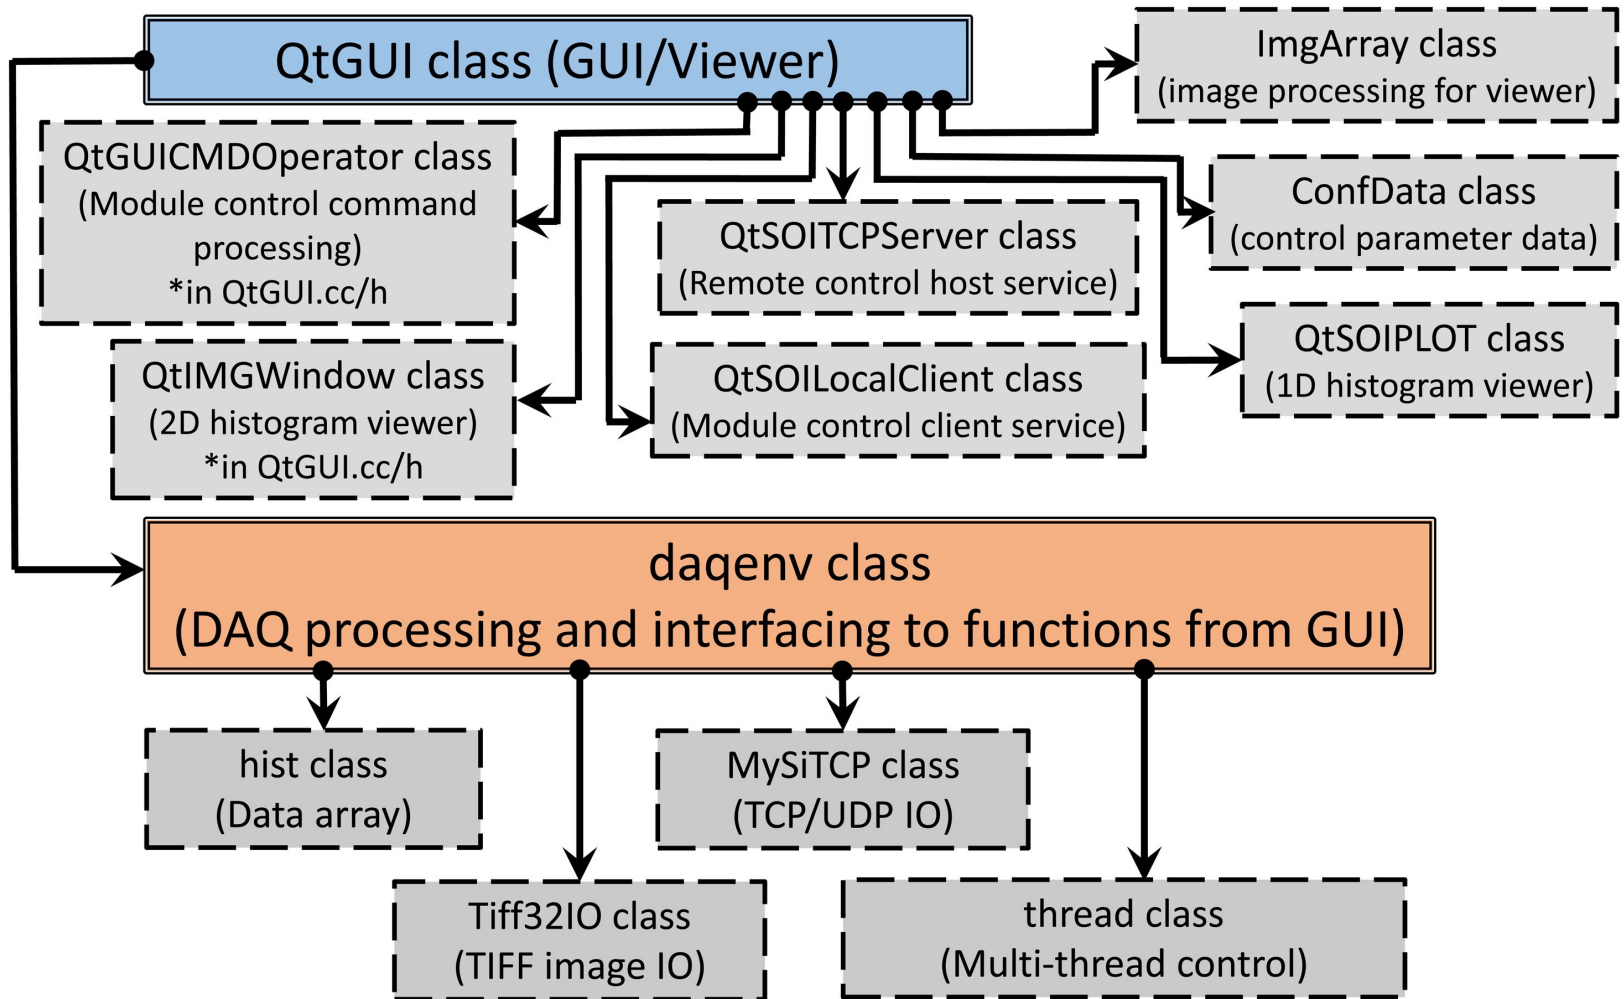 QtGUI class (GUI/Viewer)
ImgArray class
(image processing for viewer)
QtGUICMDOperator class
(Module control command
processing)
*in QtGUI.cc/h
QtSOITCPServer class
(Remote control host service)
ConfData class
(control parameter data)
QtIMGWindow class
(2D histogram viewer)
*in QtGUI.cc/h
QtSOILocalClient class
(Module control client service)
QtSOIPLOT class
(1D histogram viewer)
daqenv class
(DAQ processing and interfacing to functions from GUI)
hist class
(Data array)
MySiTCP class
(TCP/UDP IO)
Tiff32IO class
(TIFF image IO)
thread class
(Multi-thread control)